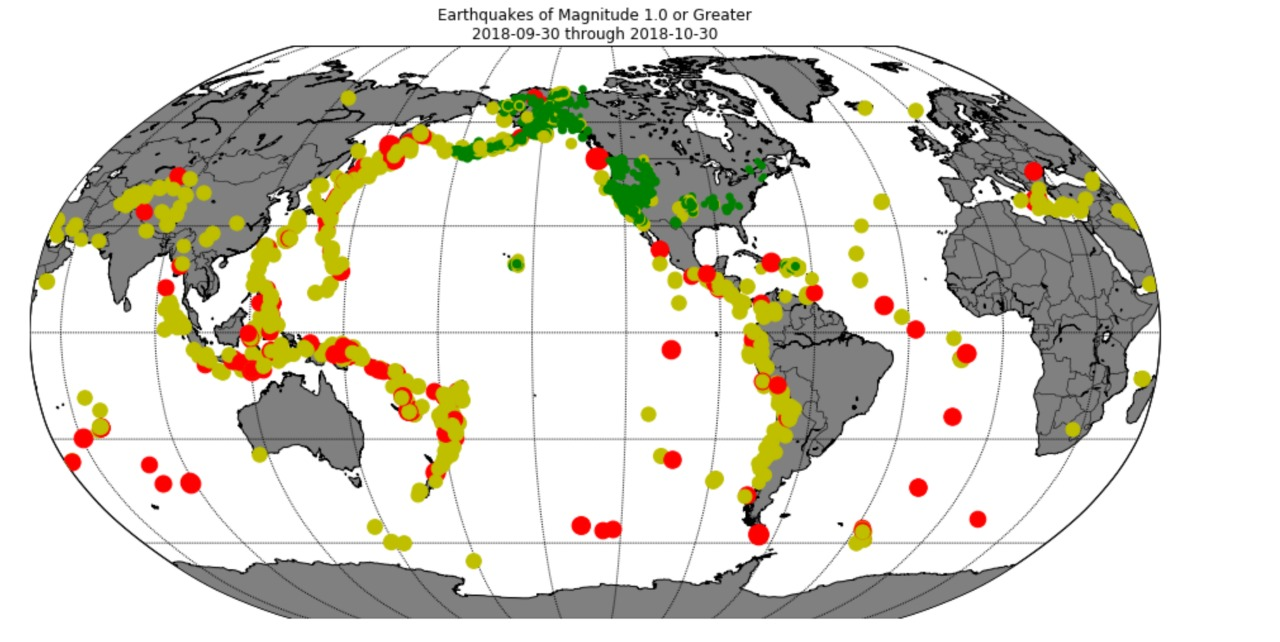 Earthquakes of Magnitude 1.0 or Greater
2018-09-30 through 2018-10-30